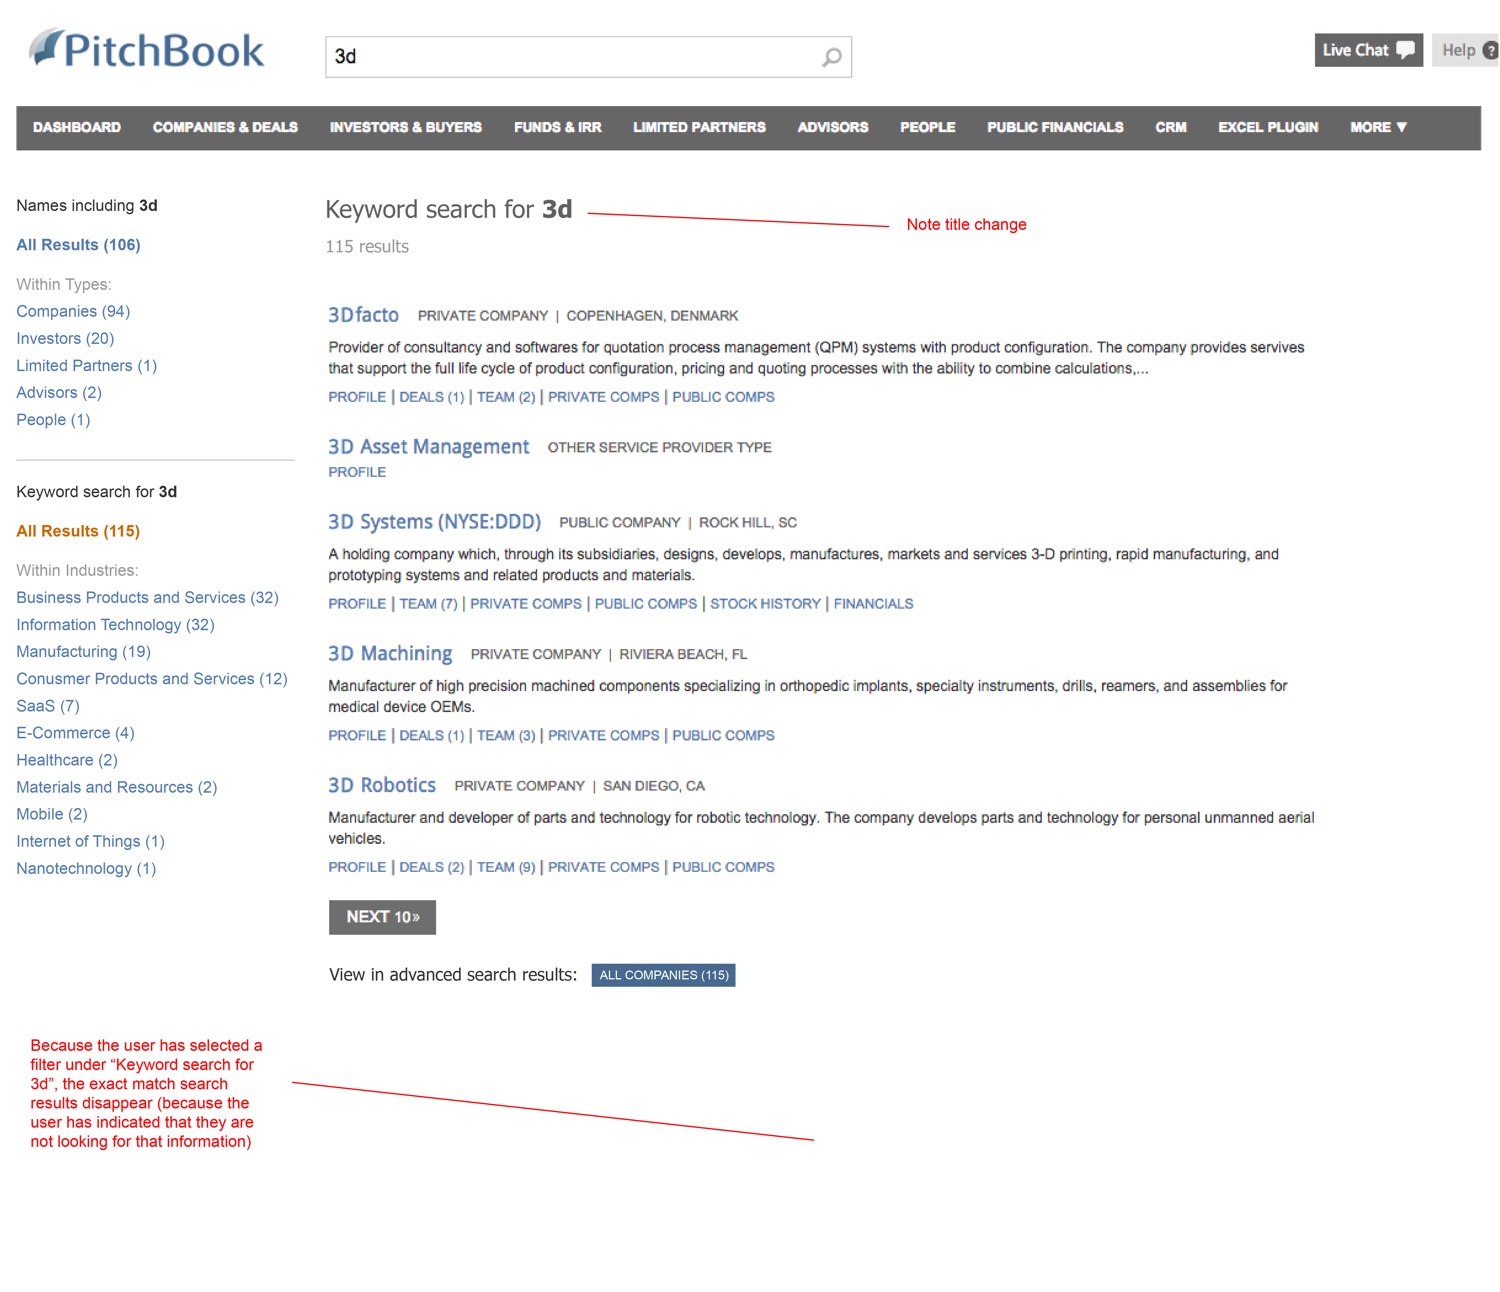 PitchBook
3d
Live Chat
Help ?
DASHBOARD COMPANIES & DEALS INVESTORS & BUYERS FUNDS & IRR LIMITED PARTNERS ADVISORS PEOPLE PUBLIC FINANCIALS CRM EXCEL PLUGIN MORE ▼
Names including 3d
All Results (106)
Within Types:
Companies (94)
Investors (20)
Limited Partners (1)
Advisors (2)
People (1)
Keyword search for 3d
All Results (115)
Within Industries:
Business Products and Services (32)
Information Technology (32)
Manufacturing (19)
Conusmer Products and Services (12)
SaaS (7)
E-Commerce (4)
Healthcare (2)
Materials and Resources (2)
Mobile (2)
Internet of Things (1)
Nanotechnology (1)
Keyword search for 3d
Note title change
115 results
3Dfacto PRIVATE COMPANY | COPENHAGEN, DENMARK
Provider of consultancy and softwares for quotation process management (QPM) systems with product configuration. The company provides servives
that support the full life cycle of product configuration, pricing and quoting processes with the ability to combine calculations,...
PROFILE | DEALS (1) | TEAM (2) | PRIVATE COMPS | PUBLIC COMPS
3D Asset Management OTHER SERVICE PROVIDER TYPE
PROFILE
3D Systems (NYSE:DDD) PUBLIC COMPANY | ROCK HILL, SC
A holding company which, through its subsidiaries, designs, develops, manufactures, markets and services 3-D printing, rapid manufacturing, and
prototyping systems and related products and materials.
PROFILE | TEAM (7) | PRIVATE COMPS | PUBLIC COMPS | STOCK HISTORY | FINANCIALS
3D Machining PRIVATE COMPANY | RIVIERA BEACH, FL
Manufacturer of high precision machined components specializing in orthopedic implants, specialty instruments, drills, reamers, and assemblies for
medical device OEMs.
PROFILE | DEALS (1) | TEAM (3) | PRIVATE COMPS | PUBLIC COMPS
3D Robotics PRIVATE COMPANY | SAN DIEGO, CA
Manufacturer and developer of parts and technology for robotic technology. The company develops parts and technology for personal unmanned aerial
vehicles.
PROFILE | DEALS (2) | TEAM (9) | PRIVATE COMPS | PUBLIC COMPS
NEXT 10»
View in advanced search results: ALL COMPANIES (115)
Because the user has selected a
filter under “Keyword search for
3d”, the exact match search
results disappear (because the
user has indicated that they are
not looking for that information)